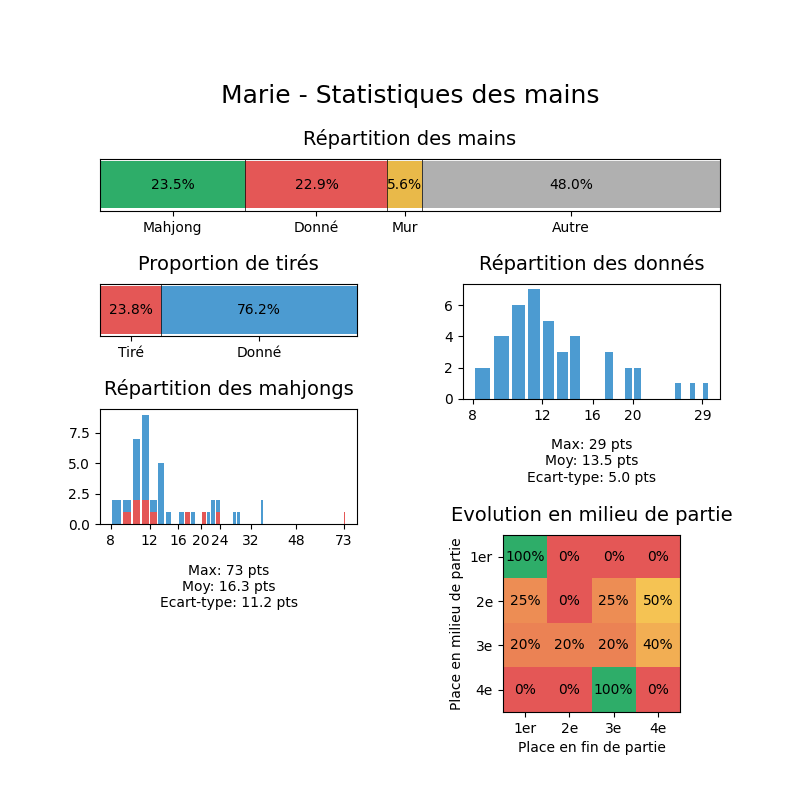 Marie - Statistiques des mains
Répartition des mains
23.5%
22.9%
5.6%
48.0%
Mahjong
Donné
Mur
Autre
Proportion de tirés
23.8%
76.2%
Tiré
Donné
Répartition des donnés
6
4
2
0
8
12
16
20
29
Max: 29 pts
Moy: 13.5 pts
Ecart-type: 5.0 pts
Répartition des mahjongs
7.5
5.0
2.5
0.0
8
12
16
20
24
32
48
73
Max: 73 pts
Moy: 16.3 pts
Ecart-type: 11.2 pts
Evolution en milieu de partie
Place en milieu de partie
1er 100% 0% 0% 0%
2e 25% 0% 25% 50%
3e 20% 20% 20% 40%
4e 0% 0% 100% 0%
1er 2e 3e 4e
Place en fin de partie